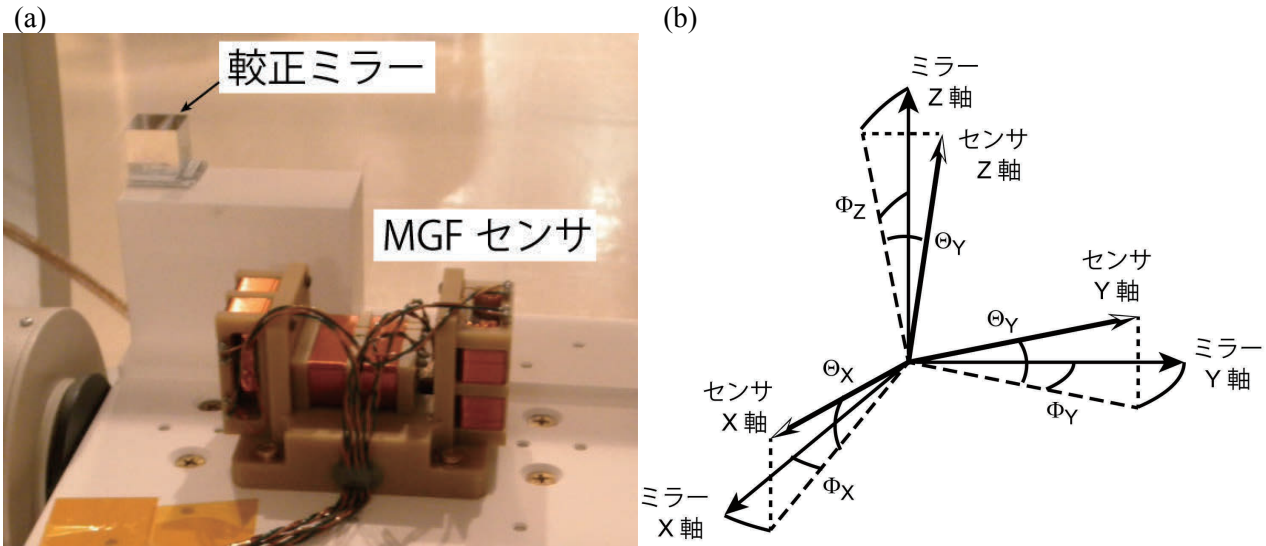 (a)
較正ミラー
MGF センサ
(b)
ミラー
Z 軸
センサ
Z 軸
ΦZ
ΘY
センサ
Y 軸
ΘY
ミラー
Y 軸
ΦY
ΘX
センサ
X 軸
ミラー
X 軸
ΦX